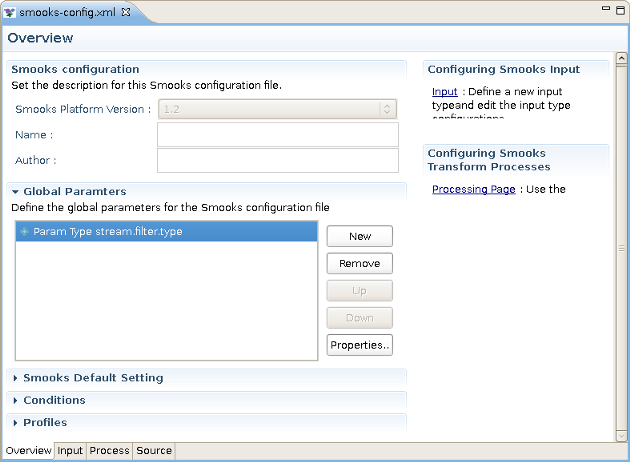 smooks-config.xml
Overview
Smooks configuration
Set the description for this Smooks configuration file.
Smooks Platform Version :
1.2
Name :
Author :
Global Paramters
Define the global parameters for the Smooks configuration file
Param Type stream.filter.type
New
Remove
Up
Down
Properties..
Smooks Default Setting
Conditions
Profiles
Configuring Smooks Input
Input : Define a new input
typeand edit the input type
configurations
Configuring Smooks
Transform Processes
Processing Page : Use the
Overview Input Process Source